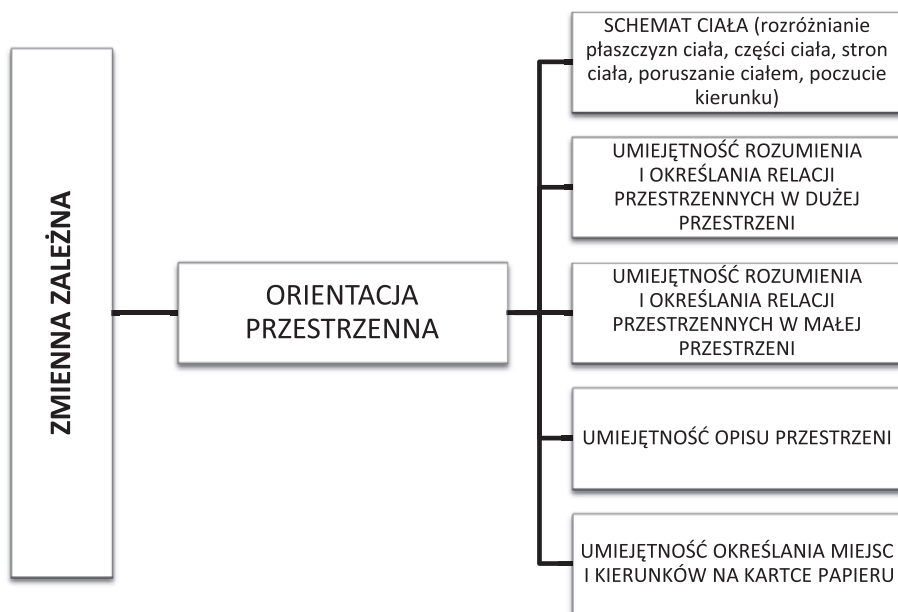 ZMIENNA ZALEŻNA
ORIENTACJA
PRZESTRZENNA
SCHEMAT CIAŁA (rozróżnianie
płaszczyzn ciała, części ciała, stron
ciała, poruszanie ciałem, poczucie
kierunku)
UMIEJĘTNOŚĆ ROZUMIENIA
I OKREŚLANIA RELACJI
PRZESTRZENNYCH W DUŻEJ
PRZESTRZENI
UMIEJĘTNOŚĆ ROZUMIENIA
I OKREŚLANIA RELACJI
PRZESTRZENNYCH W MAŁEJ
PRZESTRZENI
UMIEJĘTNOŚĆ OPISU PRZESTRZENI
UMIEJĘTNOŚĆ OKREŚLANIA MIEJSC
I KIERUNKÓW NA KARTCE PAPIERU